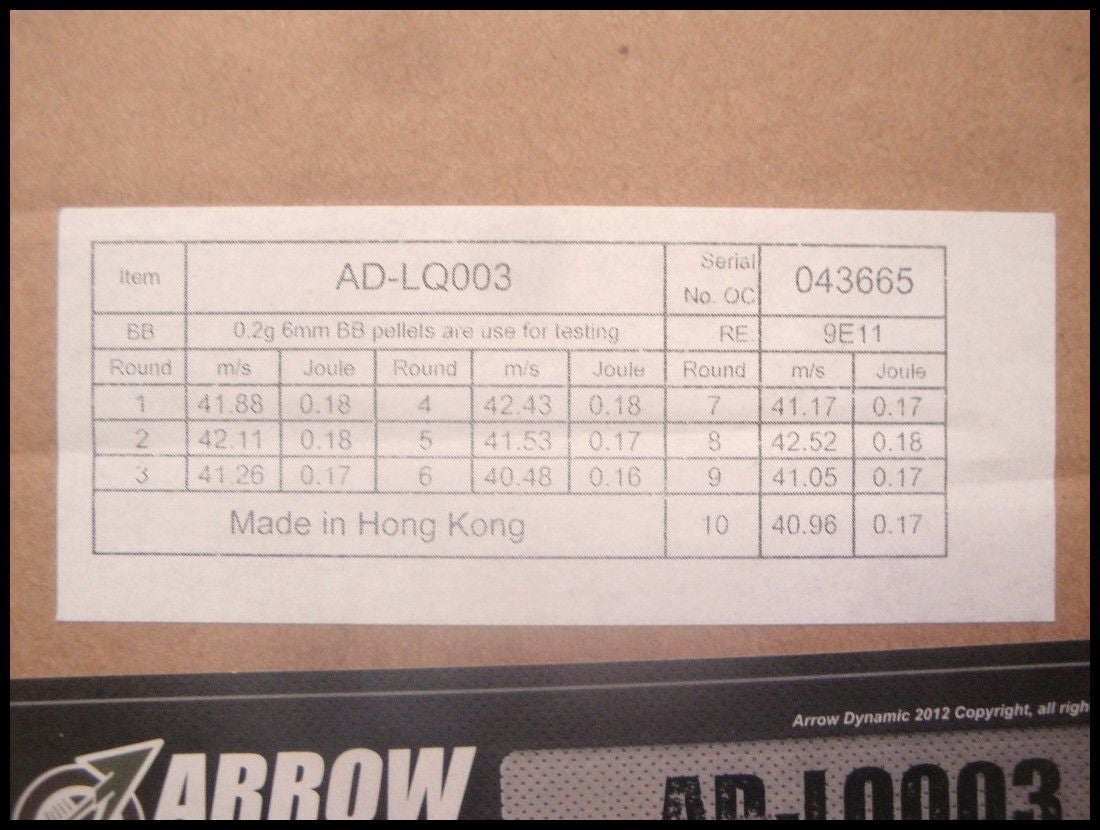 Item AD-LQ003 Serial No. OC 043665
BB 0.2g 6mm BB pellets are use for testing RE 9E11
Round m/s Joule Round m/s Joule Round m/s Joule
1 41.88 0.18 4 42.43 0.18 7 41.17 0.17
2 42.11 0.18 5 41.53 0.17 8 42.52 0.18
3 41.26 0.17 6 40.48 0.16 9 41.05 0.17
Made in Hong Kong 10 40.96 0.17
Arrow Dynamic 2012 Copyright, all righ
ARROW AD-LQ003